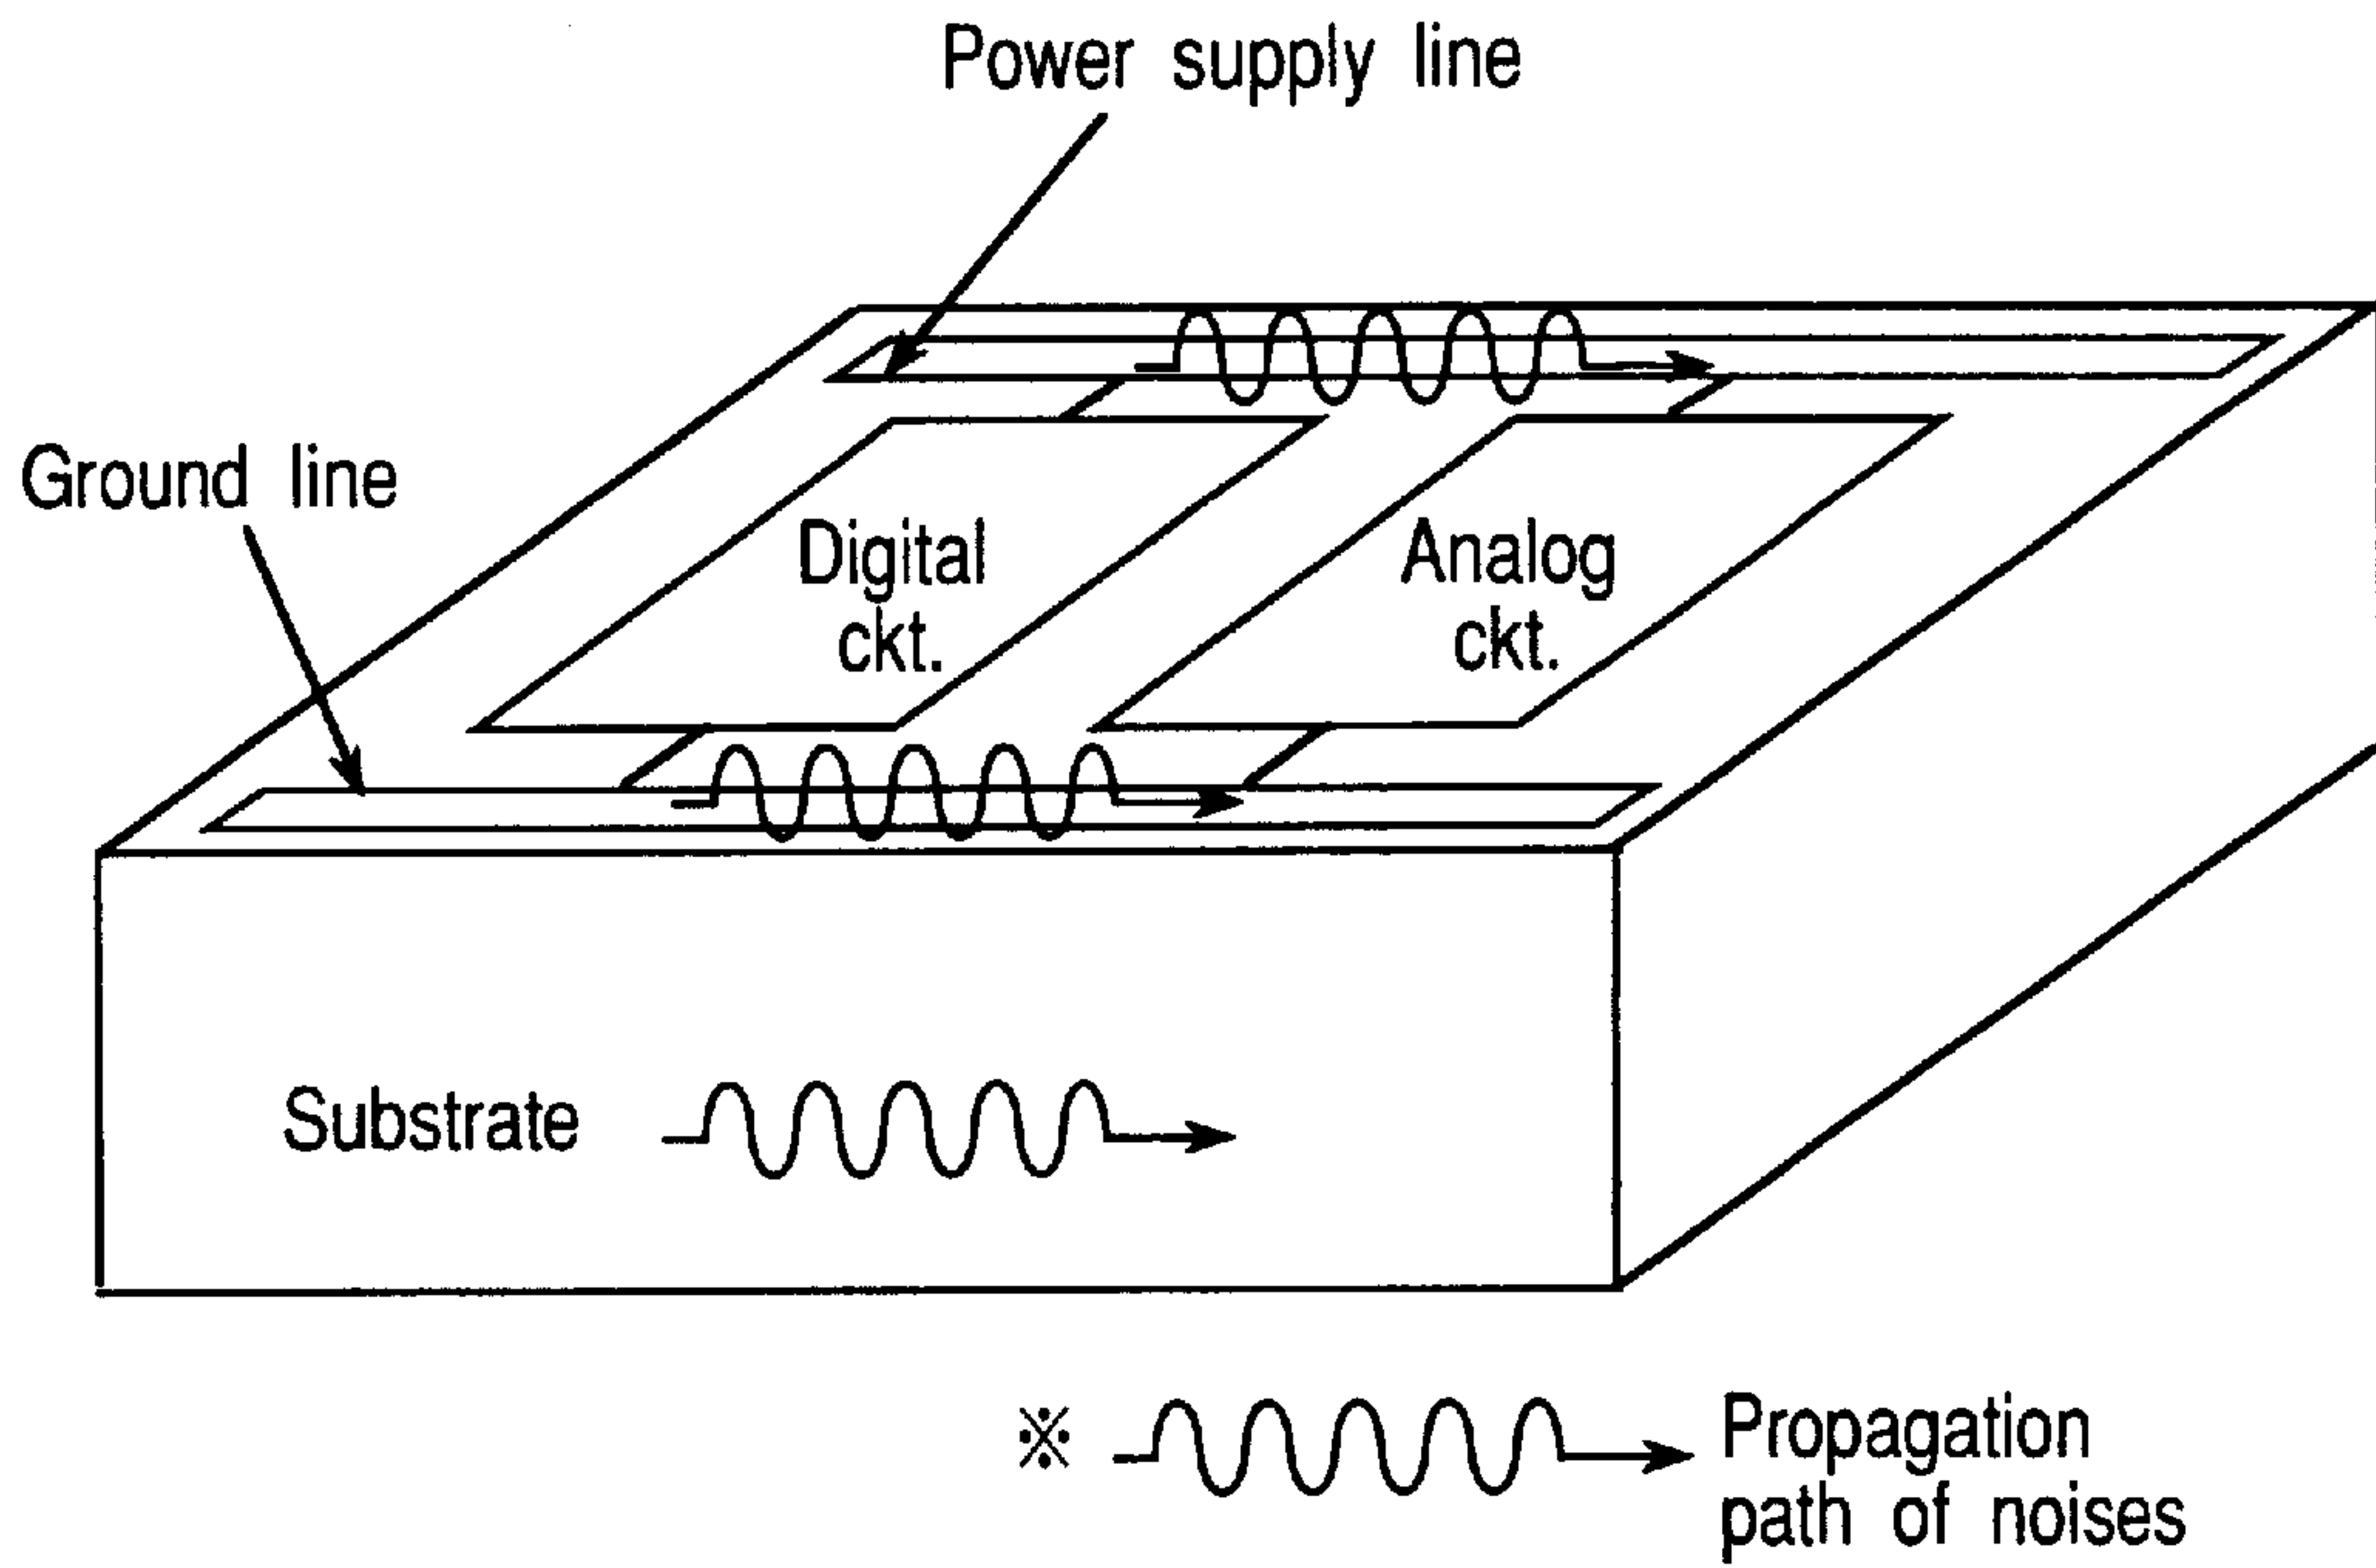 Power supply line
Ground line
Digital
ckt.
Analog
ckt.
Substrate
※
Propagation
path of noises